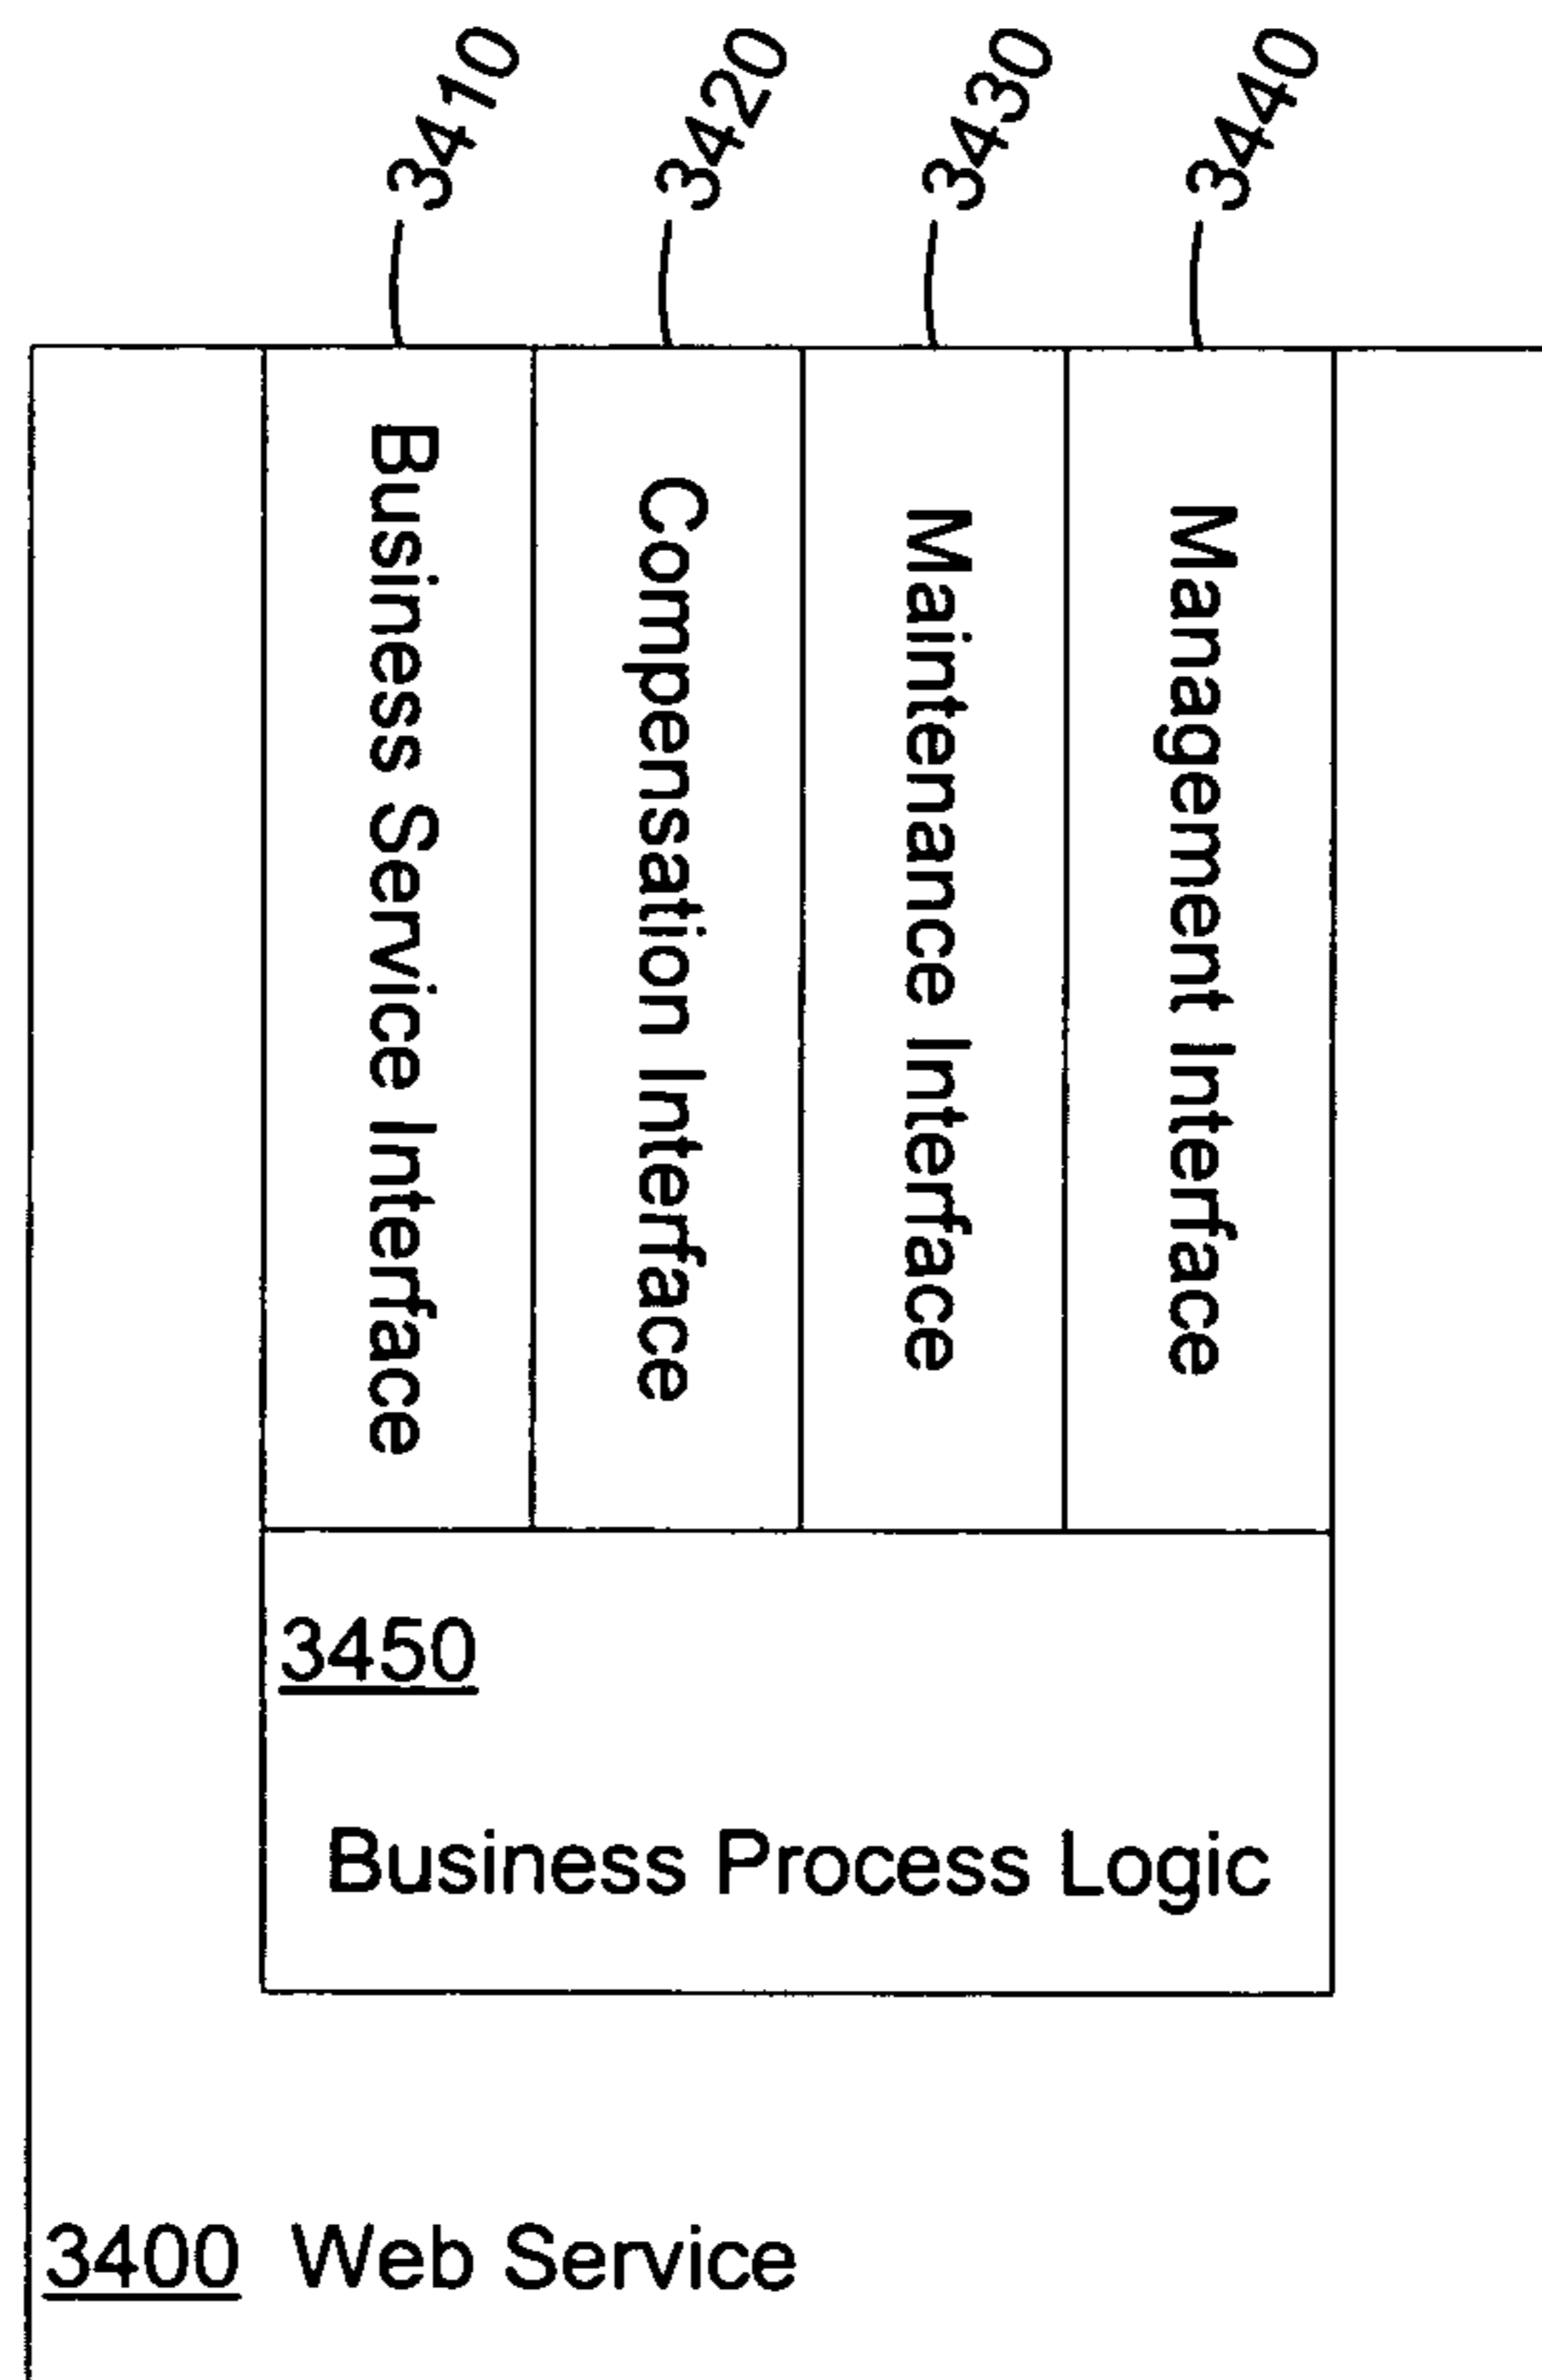 3410
3420
3430
3440
Business Service Interface
Compensation Interface
Maintenance Interface
Management Interface
3450
Business Process Logic
3400 Web Service